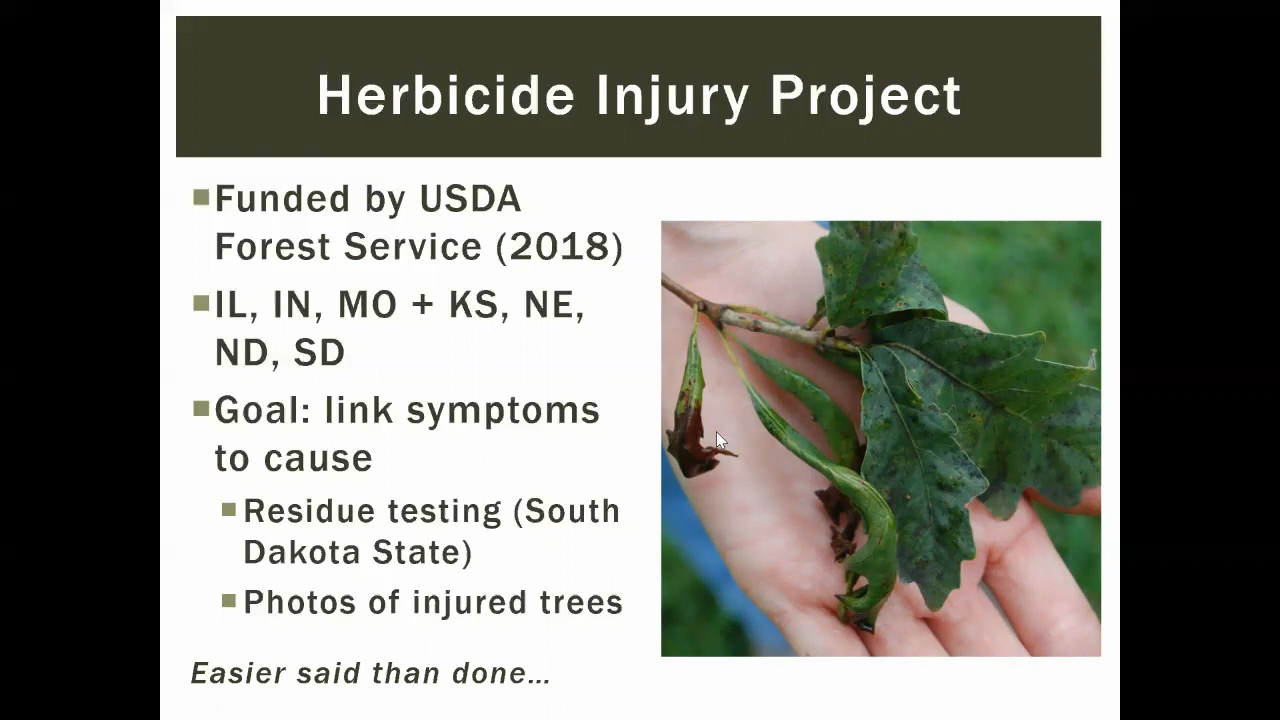 Herbicide Injury Project
Funded by USDA
Forest Service (2018)
IL, IN, MO + KS, NE,
ND, SD
Goal: link symptoms
to cause
Residue testing (South
Dakota State)
Photos of injured trees
Easier said than done…